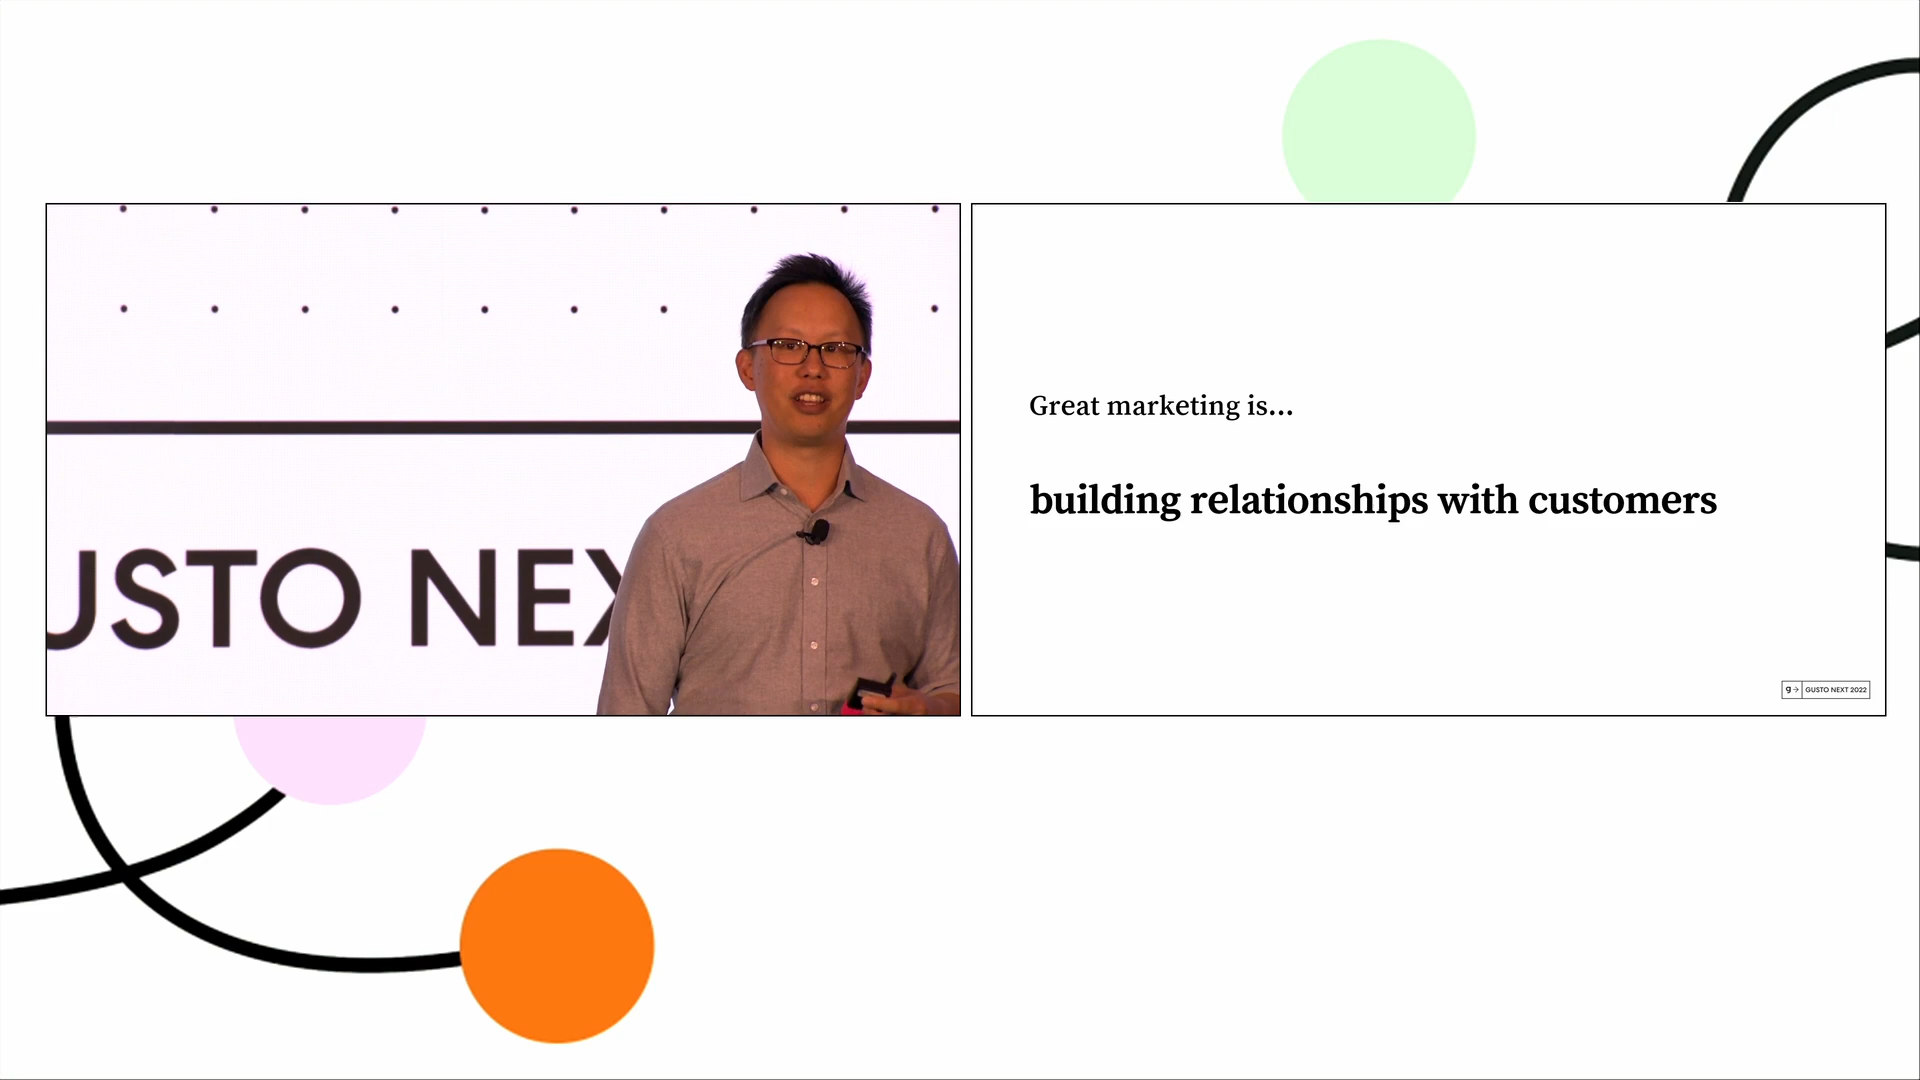 USTO NEX
Great marketing is...
building relationships with customers
g → GUSTO NEXT 2022